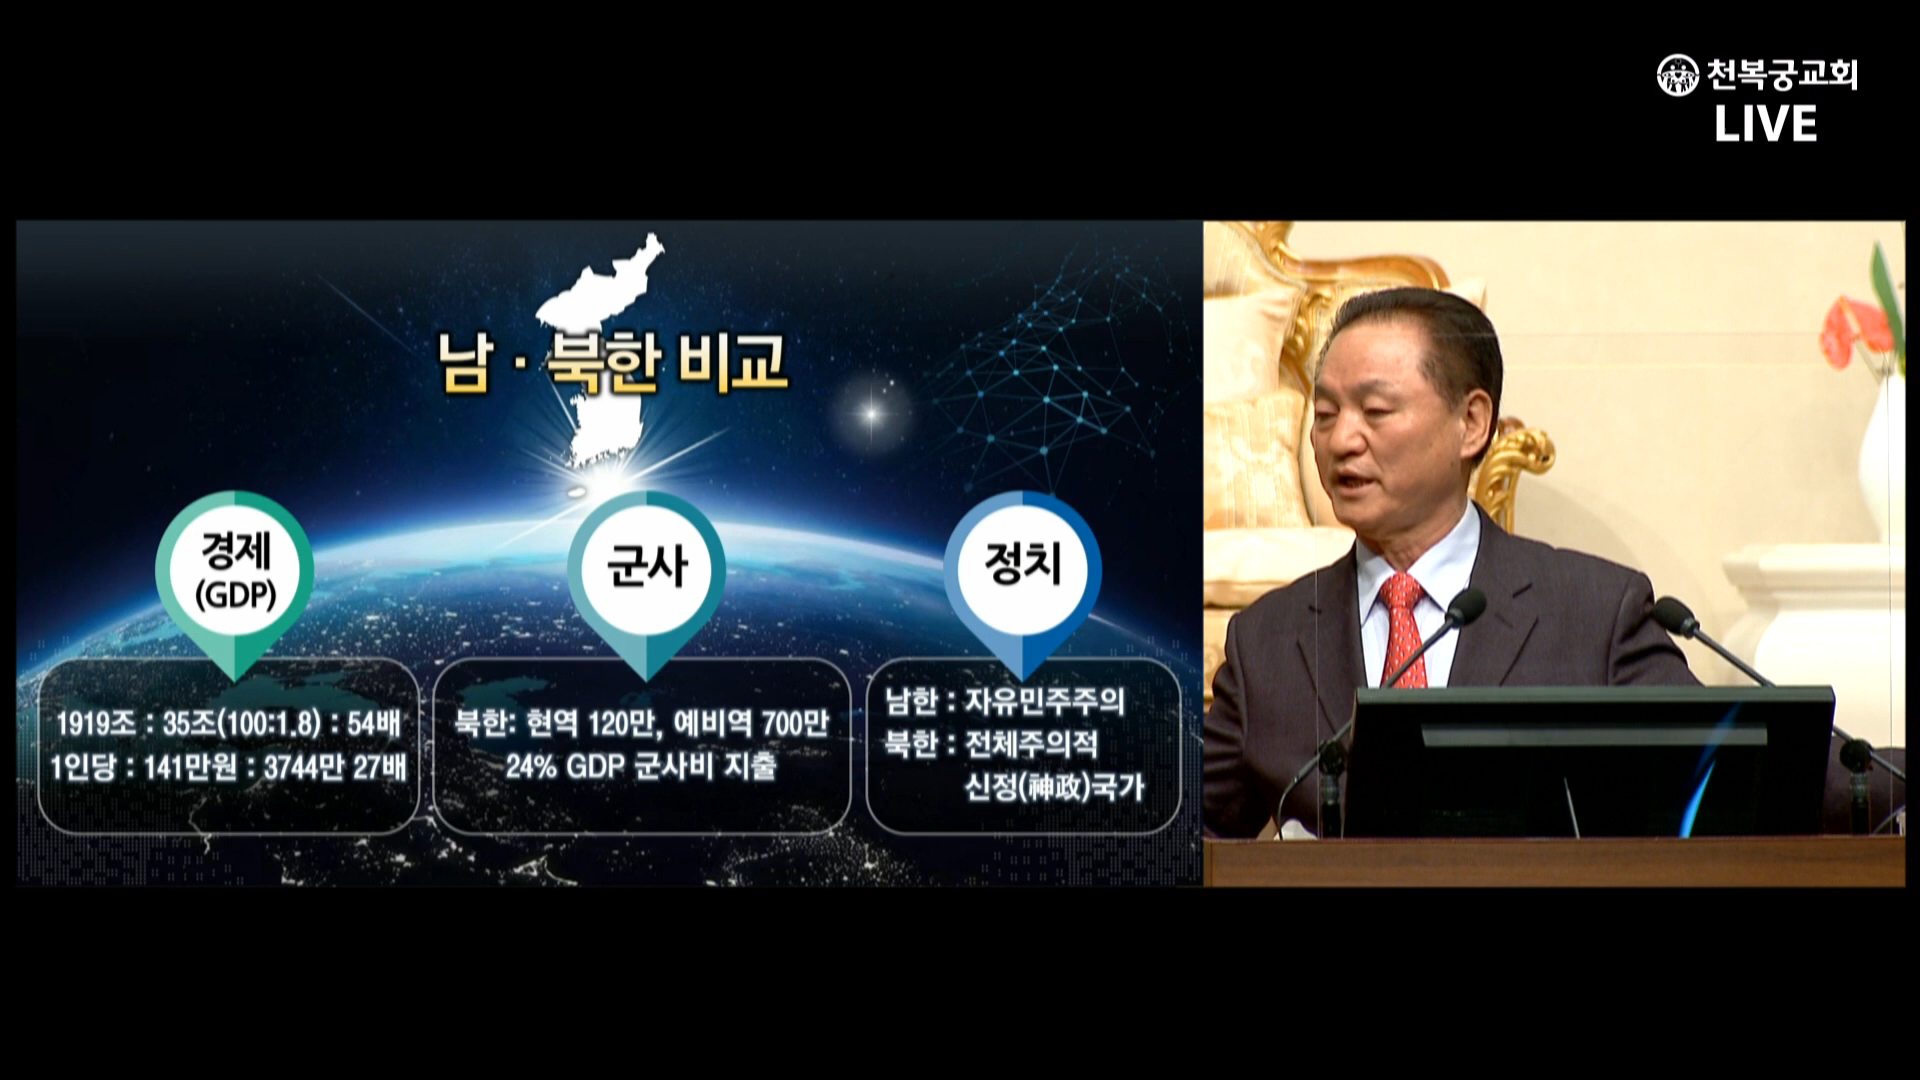 천복궁교회
LIVE
남·북한 비교
경제
(GDP)
1919조 : 35조(100:1.8) : 54배
1인당 : 141만원 : 3744만 27배
군사
북한: 현역 120만, 예비역 700만
24% GDP 군사비 지출
정치
남한 : 자유민주주의
북한 : 전체주의적
신정(神政)국가